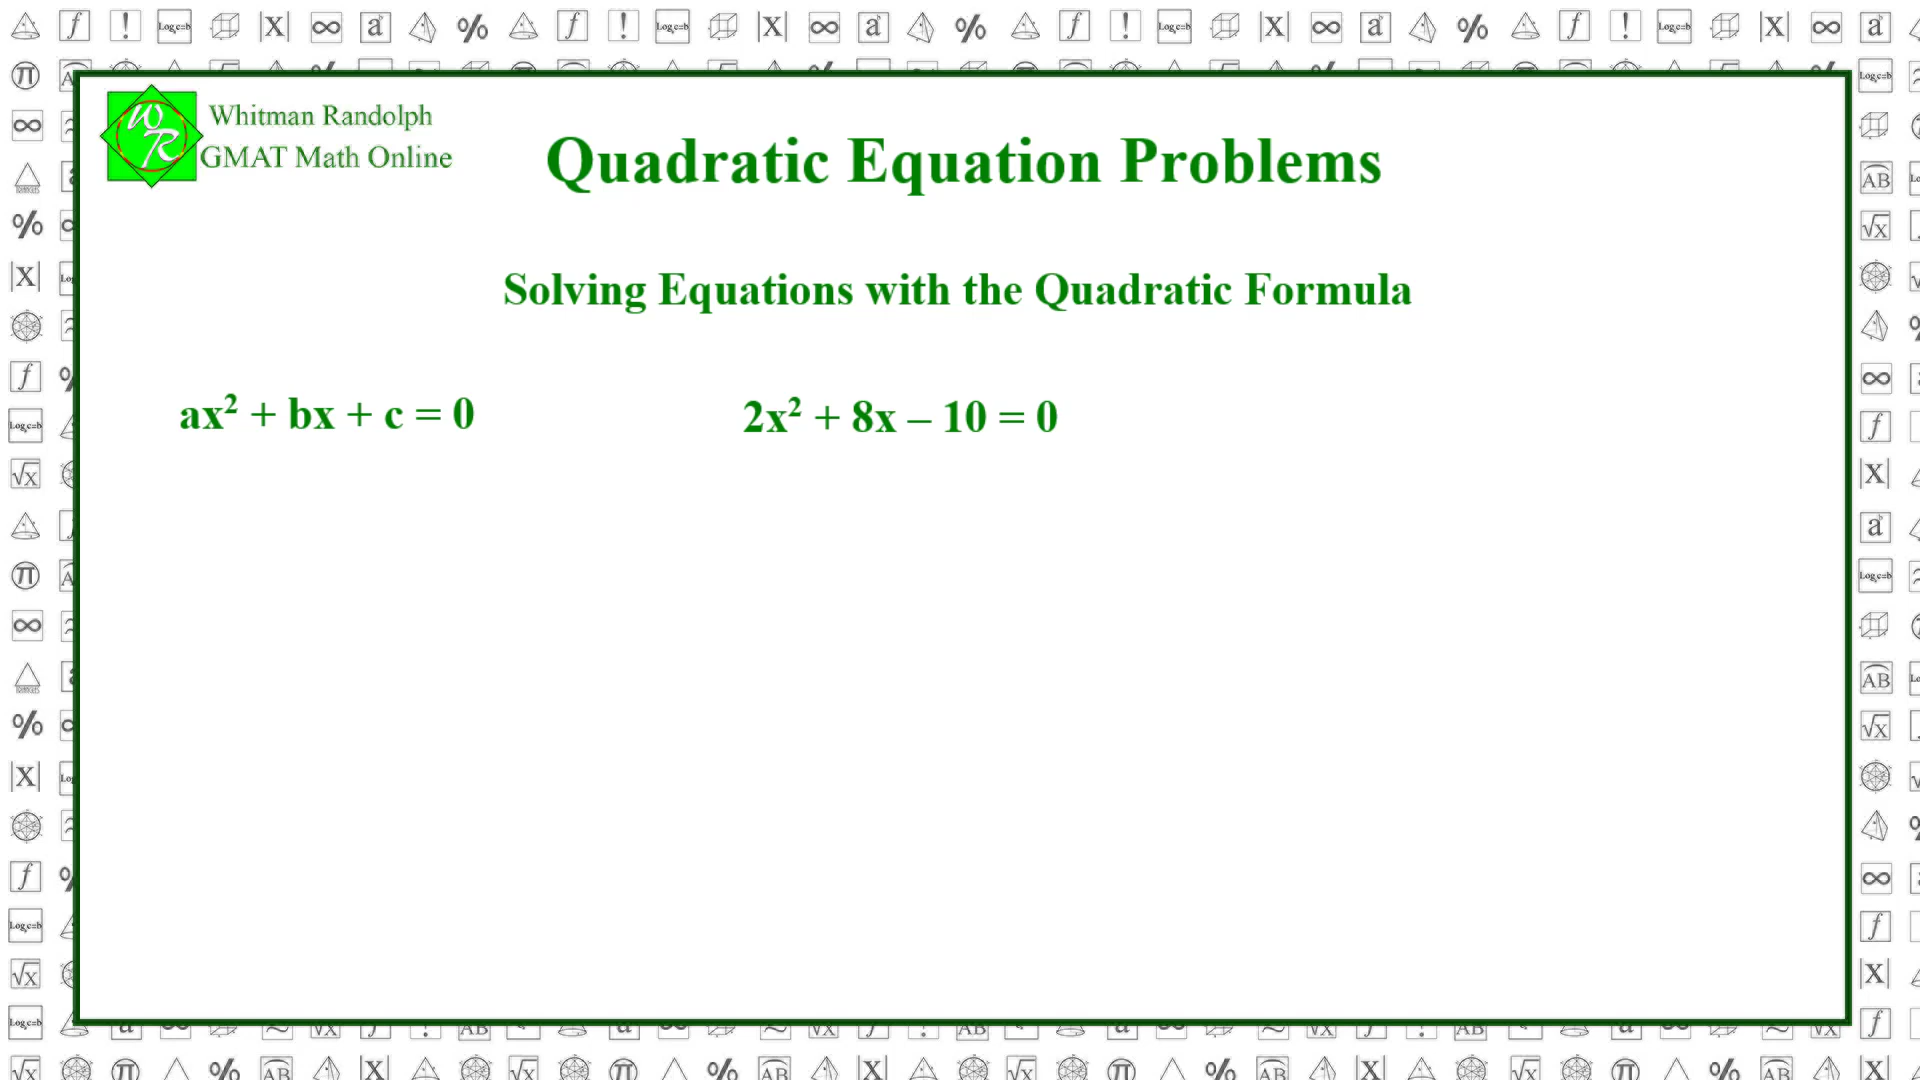 Whitman Randolph
GMAT Math Online
Quadratic Equation Problems
Solving Equations with the Quadratic Formula
ax² + bx + c = 0
2x² + 8x – 10 = 0